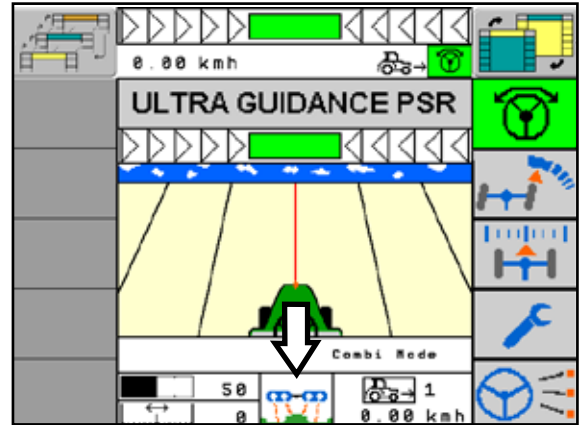 0.00 kmh
ULTRA GUIDANCE PSR
Combi Mode
50
1
0
0.00 kmh